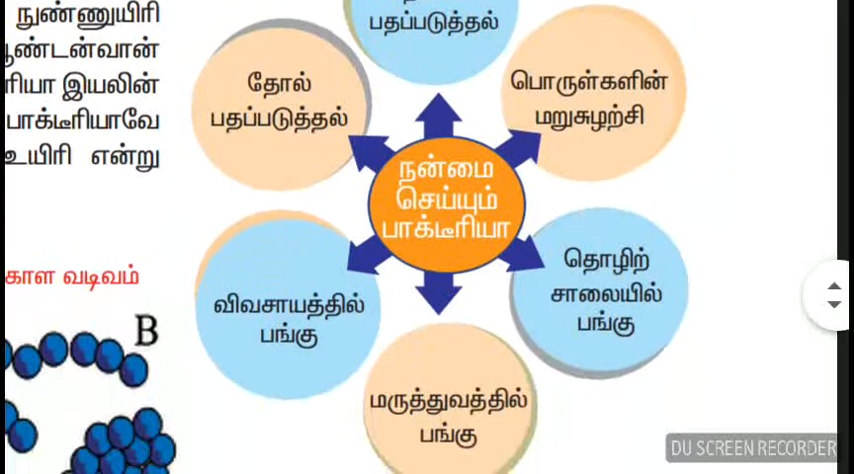 நுண்ணுயிரி
இயலின்
உயிரி என்று
கோள வடிவம்
B
பதப்படுத்தல்
தோல்
பதப்படுத்தல்
பொருள்களின்
மறுசுழற்சி
நன்மை
செய்யும்
பாக்டீரியா
விவசாயத்தில்
பங்கு
தொழிற்
சாலையில்
பங்கு
மருத்துவத்தில்
பங்கு
DU SCREEN RECORDER